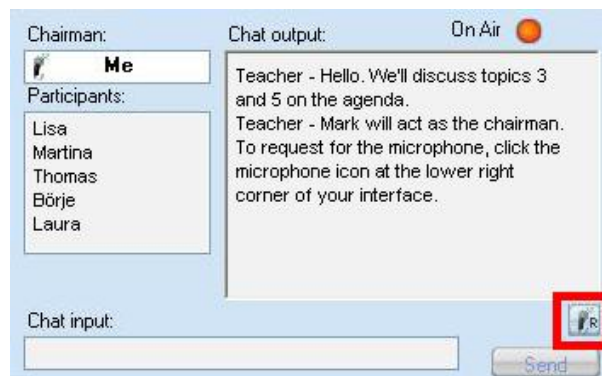 Chairman:
Me
Participants:
Lisa
Martina
Thomas
Börje
Laura
Chat output:
On Air
Teacher - Hello. We'll discuss topics 3
and 5 on the agenda.
Teacher - Mark will act as the chairman.
To request for the microphone, click the
microphone icon at the lower right
corner of your interface.
R
Chat input:
Send